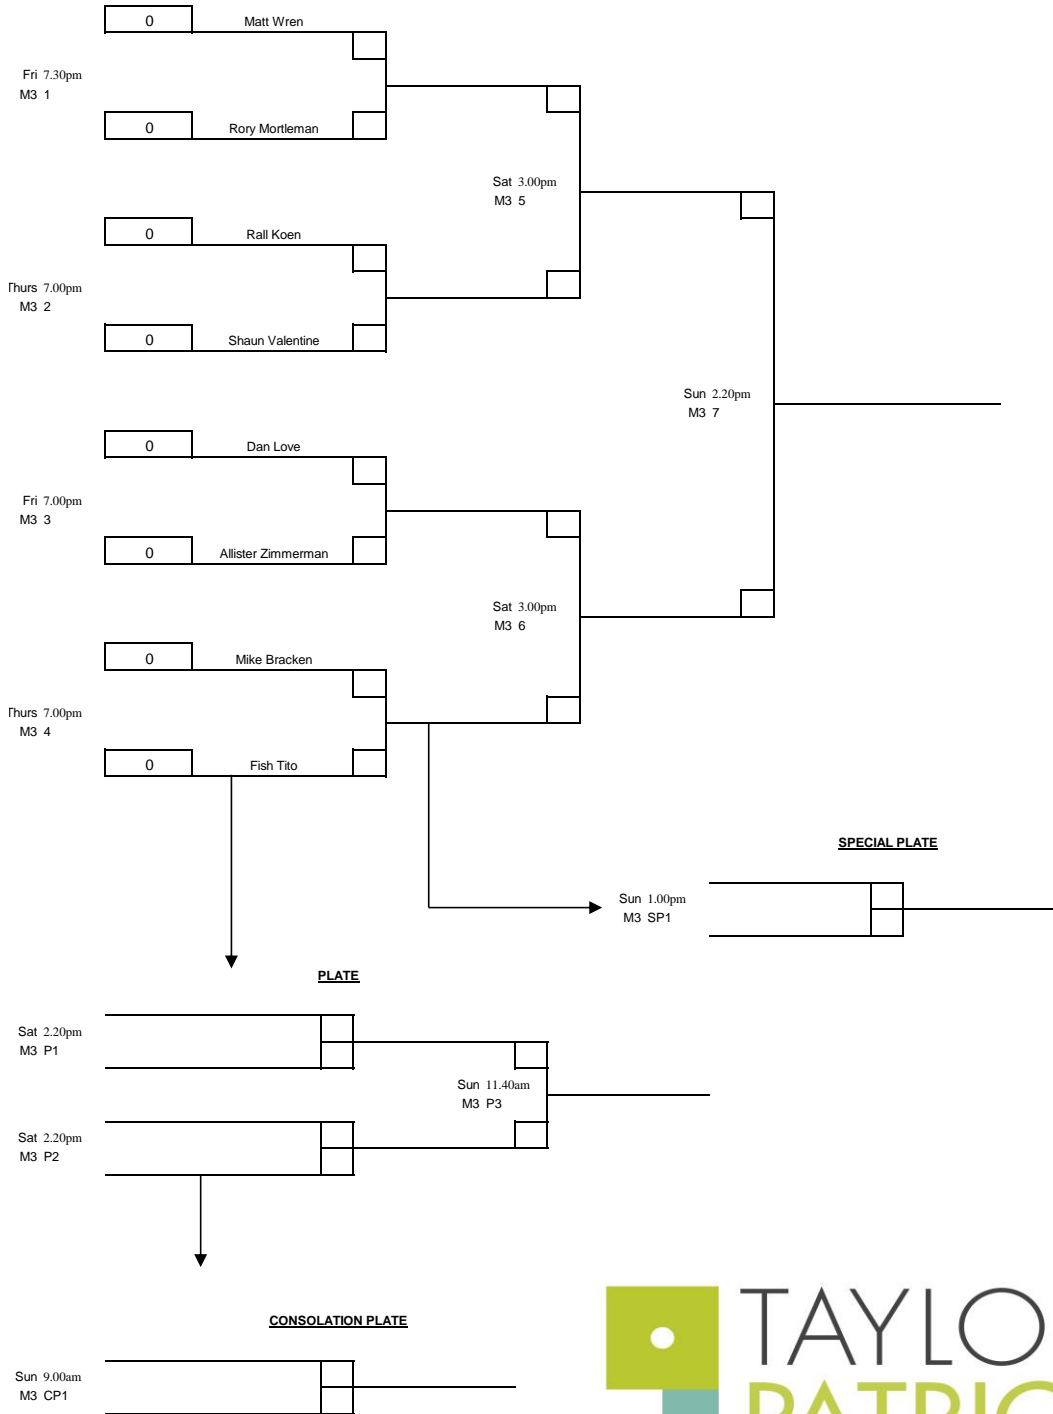 0 Matt Wren
Fri 7.30pm
M3 1
0 Rory Mortleman
Sat 3.00pm
M3 5
0 Rall Koen
Thurs 7.00pm
M3 2
0 Shaun Valentine
Sun 2.20pm
M3 7
0 Dan Love
Fri 7.00pm
M3 3
0 Allister Zimmerman
Sat 3.00pm
M3 6
0 Mike Bracken
Thurs 7.00pm
M3 4
0 Fish Tito
SPECIAL PLATE
Sun 1.00pm
M3 SP1
PLATE
Sat 2.20pm
M3 P1
Sun 11.40am
M3 P3
Sat 2.20pm
M3 P2
CONSOLATION PLATE
Sun 9.00am
M3 CP1
TAYLO
PATRIC